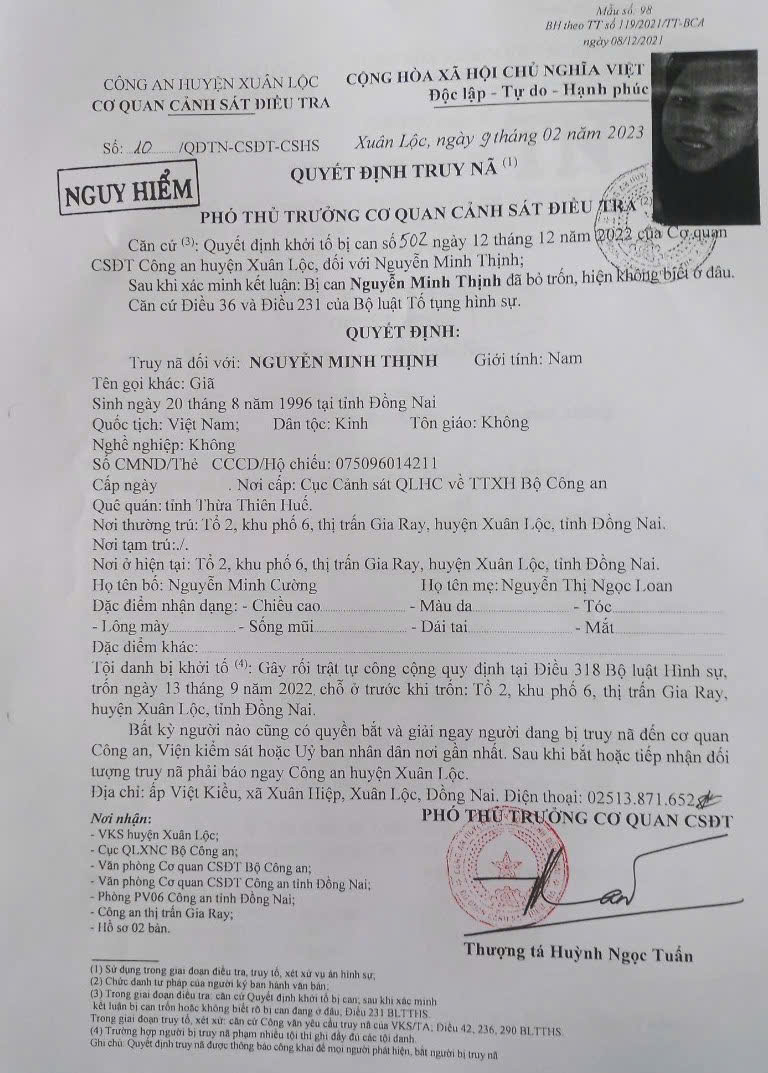 Mẫu số: 98
BH theo TT số 119/2021/TT-BCA
ngày 08/12/2021
CÔNG AN HUYỆN XUÂN LỘC
CƠ QUAN CẢNH SÁT ĐIỀU TRA
CỘNG HÒA XÃ HỘI CHỦ NGHĨA VIỆT
Độc lập - Tự do - Hạnh phúc
Số: 10 /QĐTN-CSĐT-CSHS
Xuân Lộc, ngày 9 tháng 02 năm 2023
NGUY HIỂM
QUYẾT ĐỊNH TRUY NÃ (1)
PHÓ THỦ TRƯỞNG CƠ QUAN CẢNH SÁT ĐIỀU TRA (2)
Căn cứ (3): Quyết định khởi tố bị can số 502 ngày 12 tháng 12 năm 2022 của Cơ quan
CSĐT Công an huyện Xuân Lộc, đối với Nguyễn Minh Thịnh;
Sau khi xác minh kết luận: Bị can Nguyễn Minh Thịnh đã bỏ trốn, hiện không biết ở đâu.
Căn cứ Điều 36 và Điều 231 của Bộ luật Tố tụng hình sự.
QUYẾT ĐỊNH:
Truy nã đối với: NGUYỄN MINH THỊNH Giới tính: Nam
Tên gọi khác: Giã
Sinh ngày 20 tháng 8 năm 1996 tại tỉnh Đồng Nai
Quốc tịch: Việt Nam; Dân tộc: Kinh Tôn giáo: Không
Nghề nghiệp: Không
Số CMND/Thẻ CCCD/Hộ chiếu: 075096014211
Cấp ngày . Nơi cấp: Cục Cảnh sát QLHC về TTXH Bộ Công an
Quê quán: tỉnh Thừa Thiên Huế.
Nơi thường trú: Tổ 2, khu phố 6, thị trấn Gia Ray, huyện Xuân Lộc, tỉnh Đồng Nai.
Nơi tạm trú:./.
Nơi ở hiện tại: Tổ 2, khu phố 6, thị trấn Gia Ray, huyện Xuân Lộc, tỉnh Đồng Nai.
Họ tên bố: Nguyễn Minh Cường Họ tên mẹ: Nguyễn Thị Ngọc Loan
Đặc điểm nhận dạng: - Chiều cao - Màu da - Tóc
- Lông mày - Sống mũi - Dái tai - Mắt
Đặc điểm khác:
Tội danh bị khởi tố (4): Gây rối trật tự công cộng quy định tại Điều 318 Bộ luật Hình sự,
trốn ngày 13 tháng 9 năm 2022, chỗ ở trước khi trốn: Tổ 2, khu phố 6, thị trấn Gia Ray,
huyện Xuân Lộc, tỉnh Đồng Nai.
Bất kỳ người nào cũng có quyền bắt và giải ngay người đang bị truy nã đến cơ quan
Công an, Viện kiểm sát hoặc Uỷ ban nhân dân nơi gần nhất. Sau khi bắt hoặc tiếp nhận đối
tượng truy nã phải báo ngay Công an huyện Xuân Lộc.
Địa chỉ: ấp Việt Kiều, xã Xuân Hiệp, Xuân Lộc, Đồng Nai. Điện thoại: 02513.871.652
Nơi nhận:
- VKS huyện Xuân Lộc;
- Cục QLXNC Bộ Công an;
- Văn phòng Cơ quan CSĐT Bộ Công an;
- Văn phòng Cơ quan CSĐT Công an tỉnh Đồng Nai;
- Phòng PV06 Công an tỉnh Đồng Nai;
- Công an thị trấn Gia Ray;
- Hồ sơ 02 bản.
PHÓ THỦ TRƯỞNG CƠ QUAN CSĐT
Thượng tá Huỳnh Ngọc Tuấn
(1) Sử dụng trong giai đoạn điều tra, truy tố, xét xử vụ án hình sự;
(2) Chức danh tư pháp của người ký ban hành văn bản;
(3) Trong giai đoạn điều tra: căn cứ Quyết định khởi tố bị can, sau khi xác minh
kết luận bị can trốn hoặc không biết rõ bị can đang ở đâu; Điều 231 BLTTHS.
Trong giai đoạn truy tố, xét xử: căn cứ Công văn yêu cầu truy nã của VKS/TA; Điều 42, 236, 290 BLTTHS.
(4) Trường hợp người bị truy nã phạm nhiều tội thì ghi đầy đủ các tội danh.
Ghi chú: Quyết định truy nã được thông báo công khai để mọi người phát hiện, bắt người bị truy nã